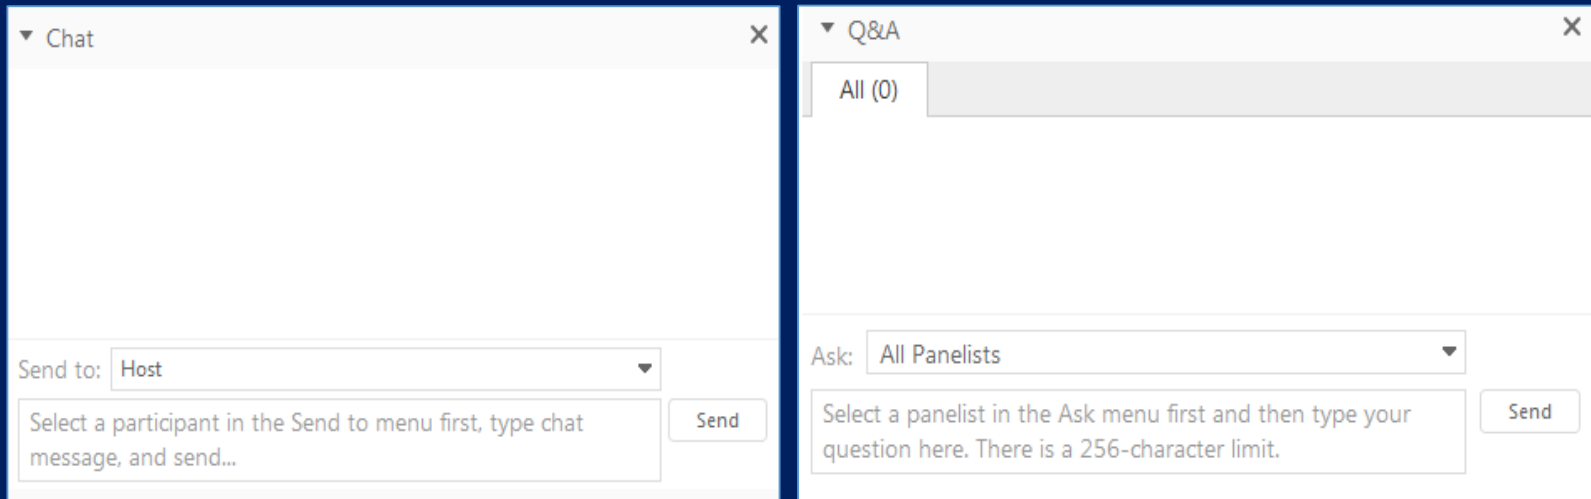 Chat
Send to: Host
Select a participant in the Send to menu first, type chat
message, and send...
Send
Q&A
All (0)
Ask: All Panelists
Select a panelist in the Ask menu first and then type your
question here. There is a 256-character limit.
Send